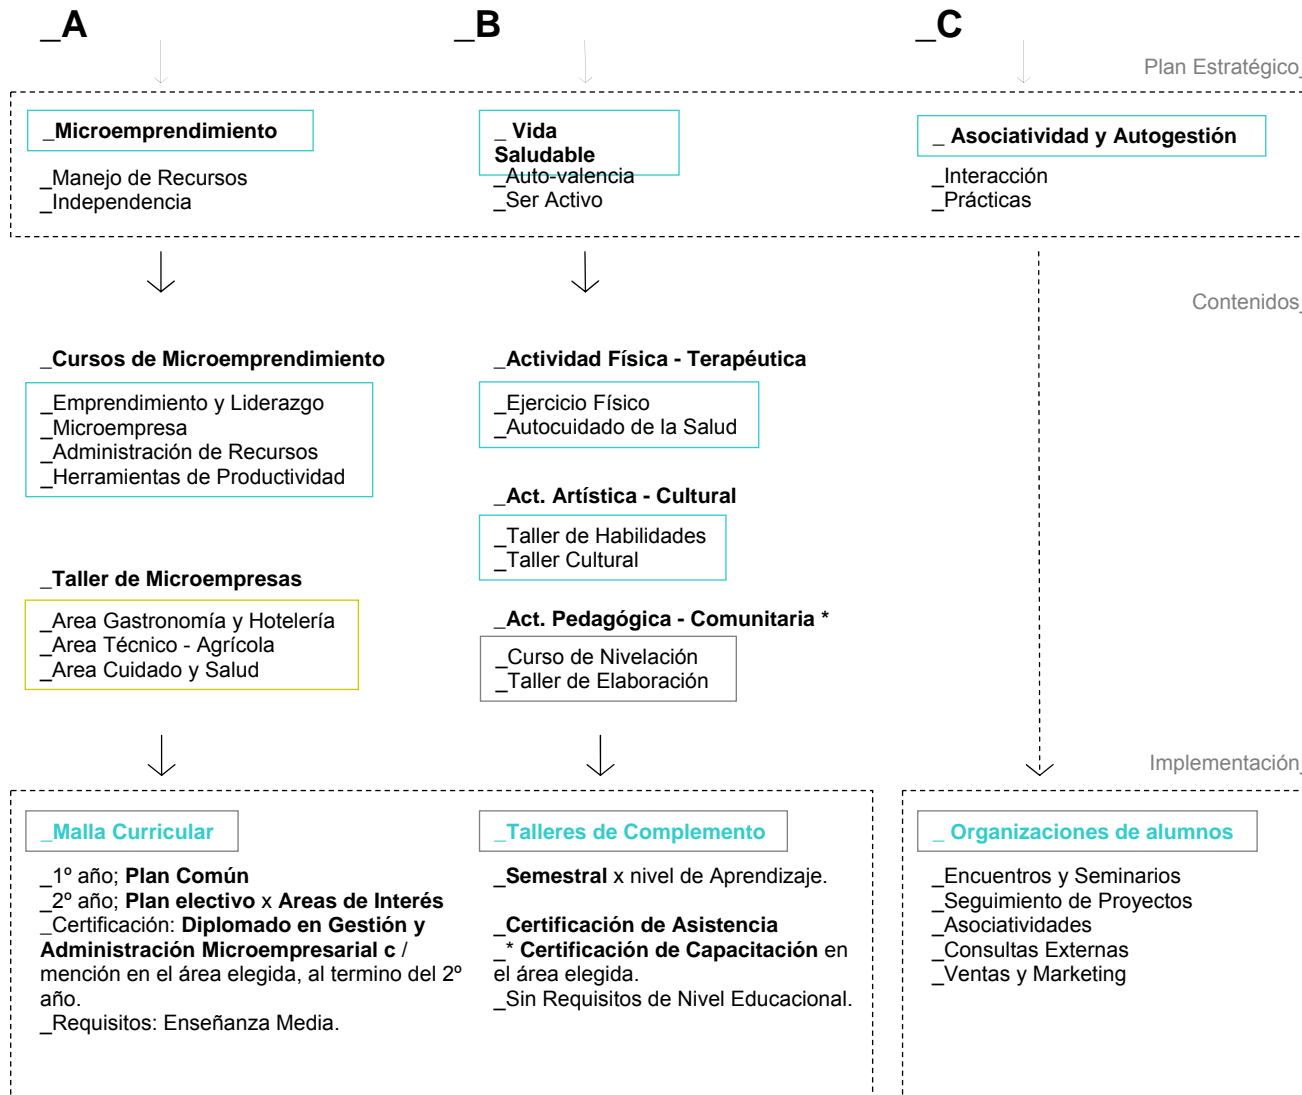 _A
_B
_C
Plan Estratégico_
_Microemprendimiento
_Manejo de Recursos
_Independencia
_ Vida
Saludable
_Auto-valencia
_Ser Activo
_ Asociatividad y Autogestión
_Interacción
_Prácticas
Contenidos_
_Cursos de Microemprendimiento
_Emprendimiento y Liderazgo
_Microempresa
_Administración de Recursos
_Herramientas de Productividad
_Taller de Microempresas
_Area Gastronomía y Hotelería
_Area Técnico - Agrícola
_Area Cuidado y Salud
_Actividad Física - Terapéutica
_Ejercicio Físico
_Autocuidado de la Salud
_Act. Artística - Cultural
_Taller de Habilidades
_Taller Cultural
_Act. Pedagógica - Comunitaria *
_Curso de Nivelación
_Taller de Elaboración
Implementación_
_Malla Curricular
_1º año; Plan Común
_2º año; Plan electivo x Areas de Interés
_Certificación: Diplomado en Gestión y
Administración Microempresarial c /
mención en el área elegida, al termino del 2º
año.
_Requisitos: Enseñanza Media.
_Talleres de Complemento
_Semestral x nivel de Aprendizaje.
_Certificación de Asistencia
_* Certificación de Capacitación en
el área elegida.
_Sin Requisitos de Nivel Educacional.
_ Organizaciones de alumnos
_Encuentros y Seminarios
_Seguimiento de Proyectos
_Asociatividades
_Consultas Externas
_Ventas y Marketing